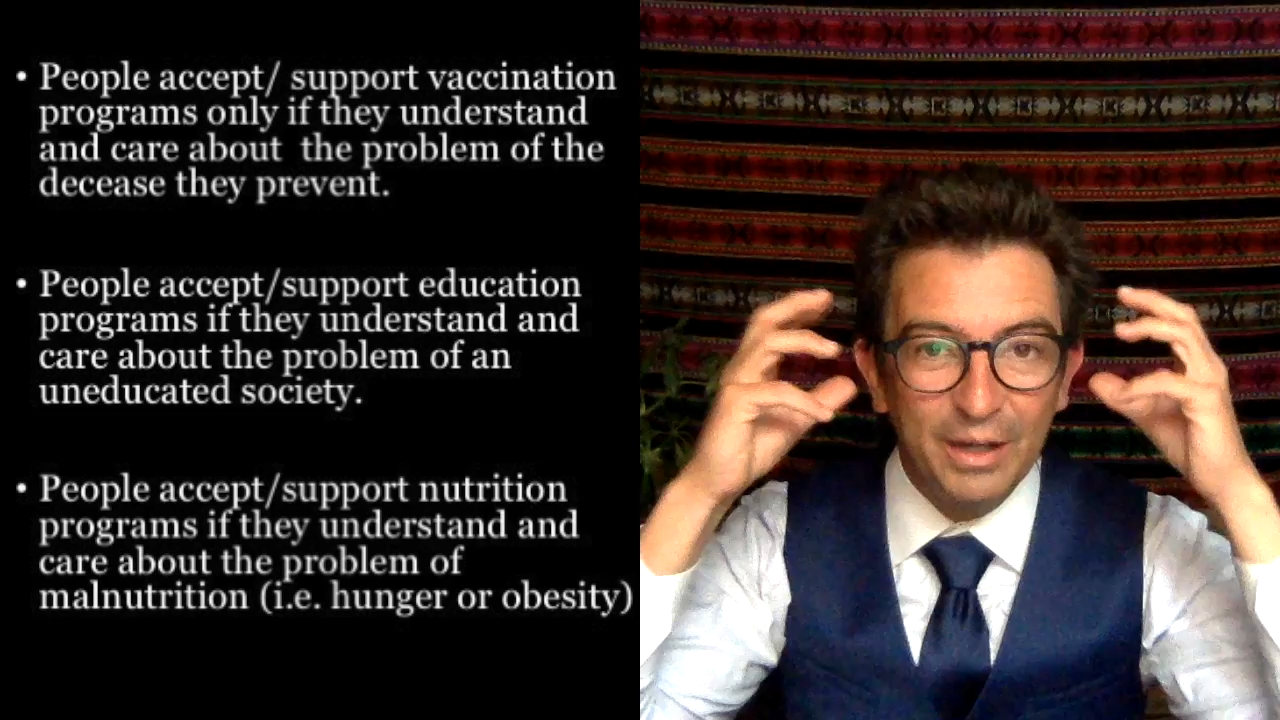 • People accept/ support vaccination
programs only if they understand
and care about  the problem of the
decease they prevent.
• People accept/support education
programs if they understand and
care about the problem of an
uneducated society.
• People accept/support nutrition
programs if they understand and
care about the problem of
malnutrition (i.e. hunger or obesity)